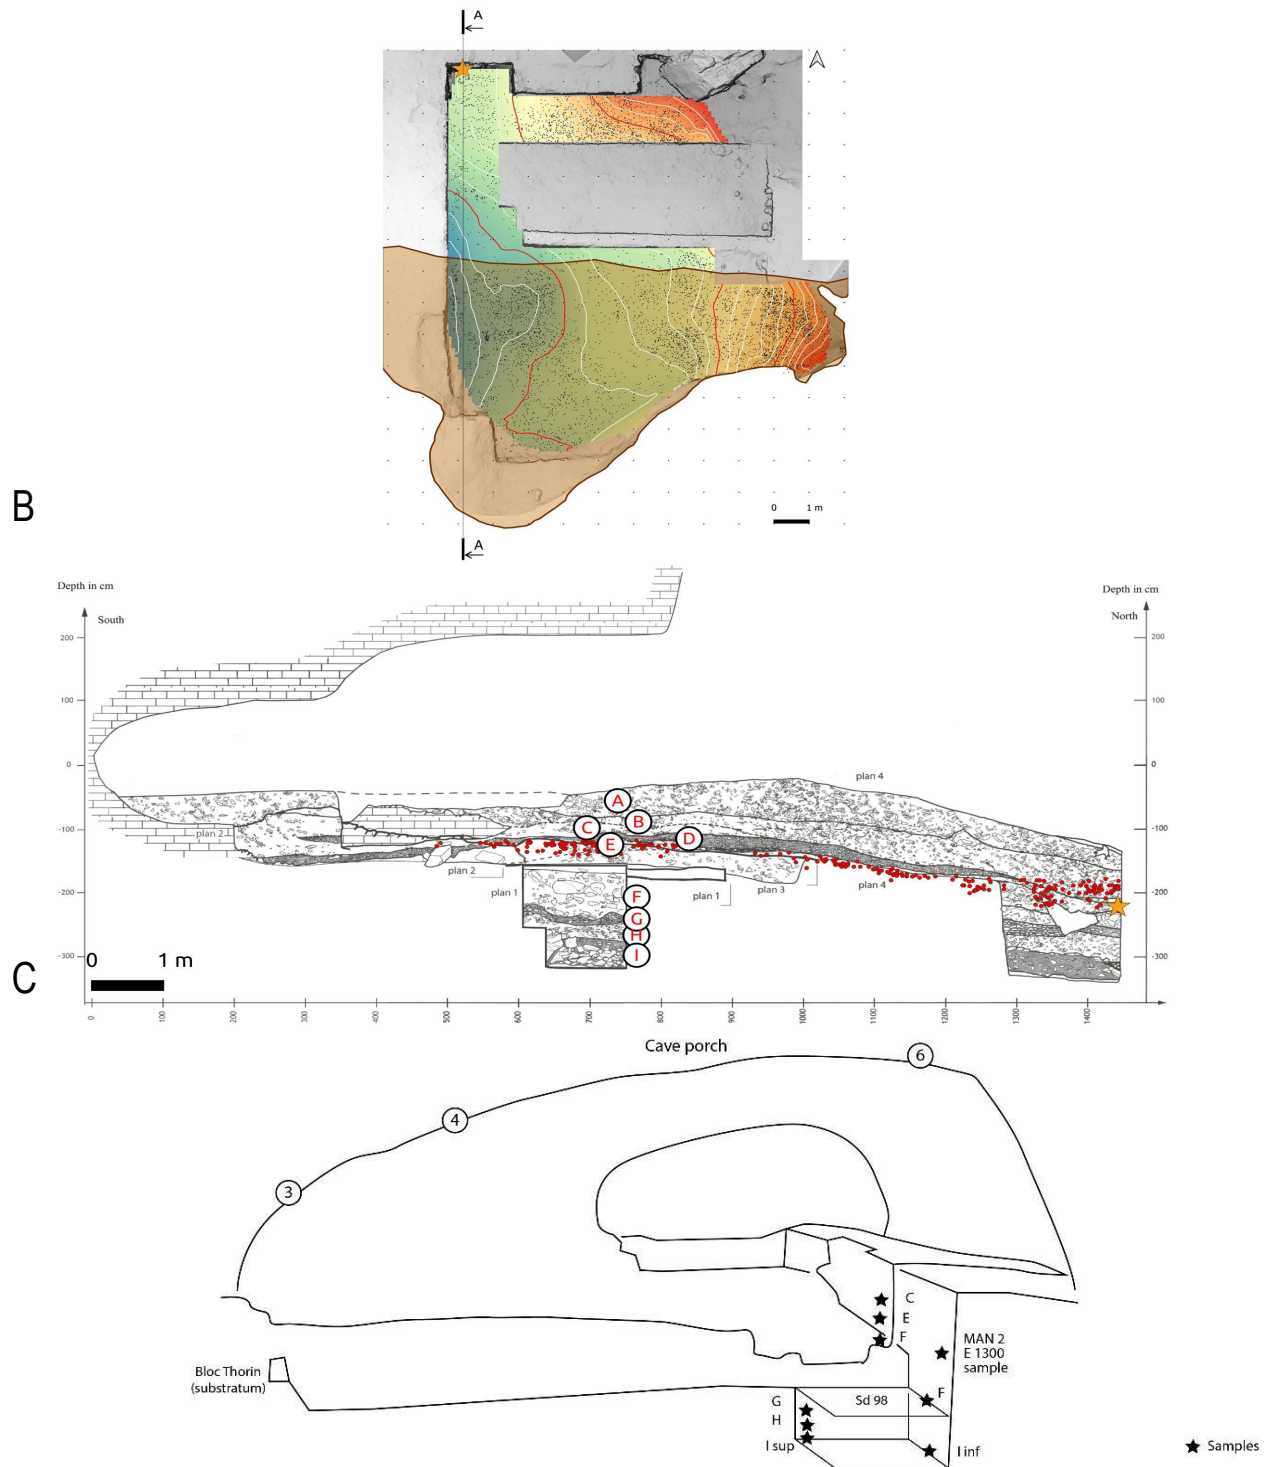 A
0 1 m
B
A
Depth in cm
Depth in cm
South
North
200
200
100
100
0
0
plan 4
A
B
C
D
-100
-100
plan 2
E
plan 2
plan 1
plan 1
plan 3
plan 4
-200
-200
F
G
H
I
-300
-300
0 1 m
C
0
100
200
300
400
500
600
700
800
900
1000
1100
1200
1300
1400
Cave porch
6
4
3
C
E
F
MAN 2
E 1300
sample
Bloc Thorin
(substratum)
F
G
Sd 98
H
I sup
I inf
Samples